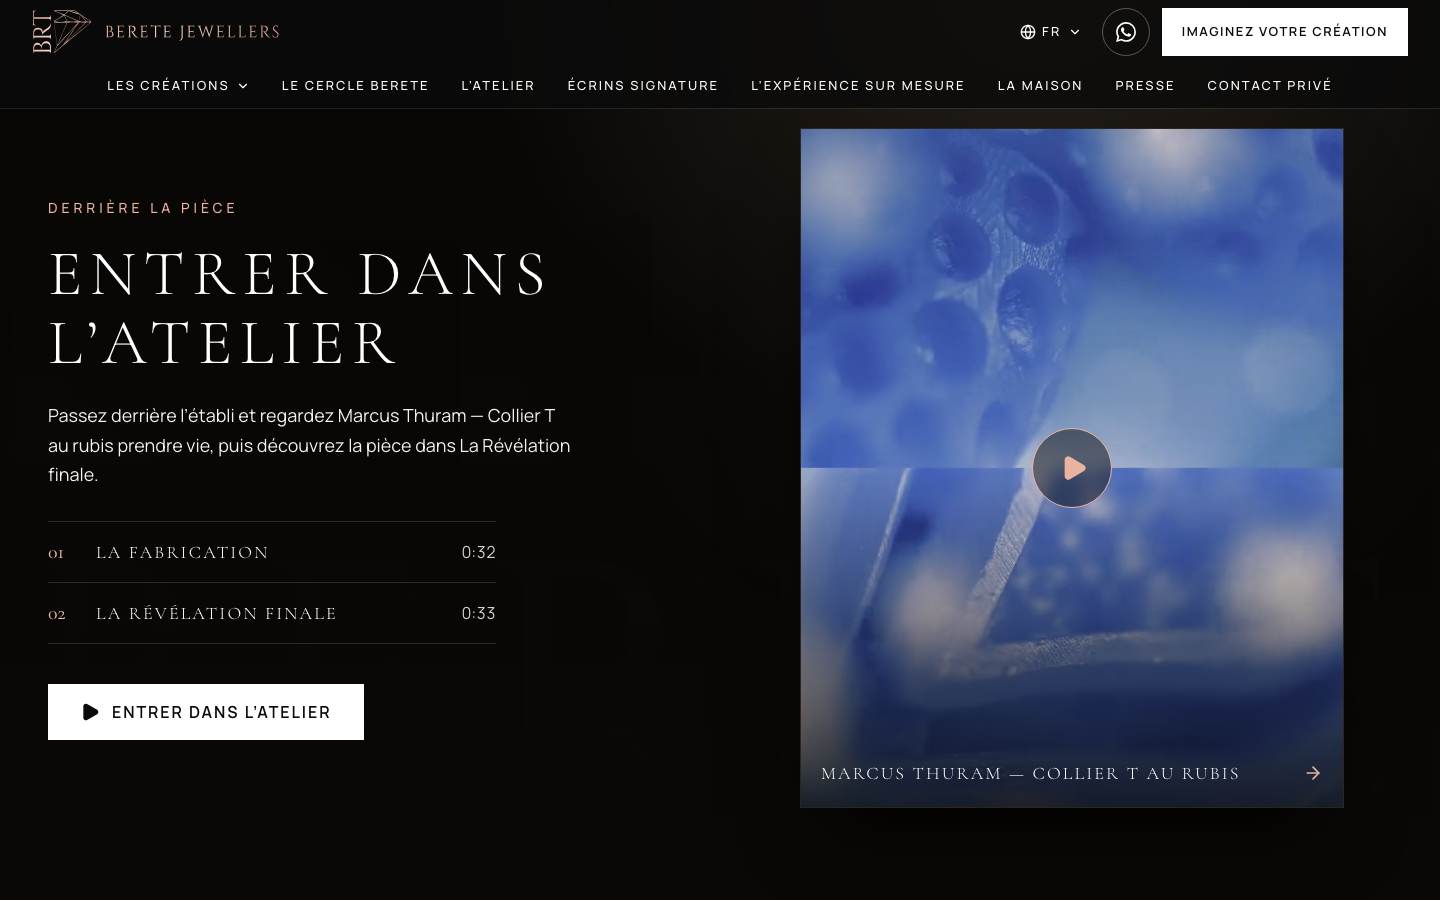 BRT BERETE JEWELLERS
FR
IMAGINEZ VOTRE CRÉATION
LES CRÉATIONS
LE CERCLE BERETE
L'ATELIER
ÉCRINS SIGNATURE
L'EXPÉRIENCE SUR MESURE
LA MAISON
PRESSE
CONTACT PRIVÉ
DERRIÈRE LA PIÈCE
ENTRER DANS
L’ATELIER
Passez derrière l’établi et regardez Marcus Thuram — Collier T
au rubis prendre vie, puis découvrez la pièce dans La Révélation
finale.
01 LA FABRICATION 0:32
02 LA RÉVÉLATION FINALE 0:33
ENTRER DANS L’ATELIER
MARCUS THURAM — COLLIER T AU RUBIS